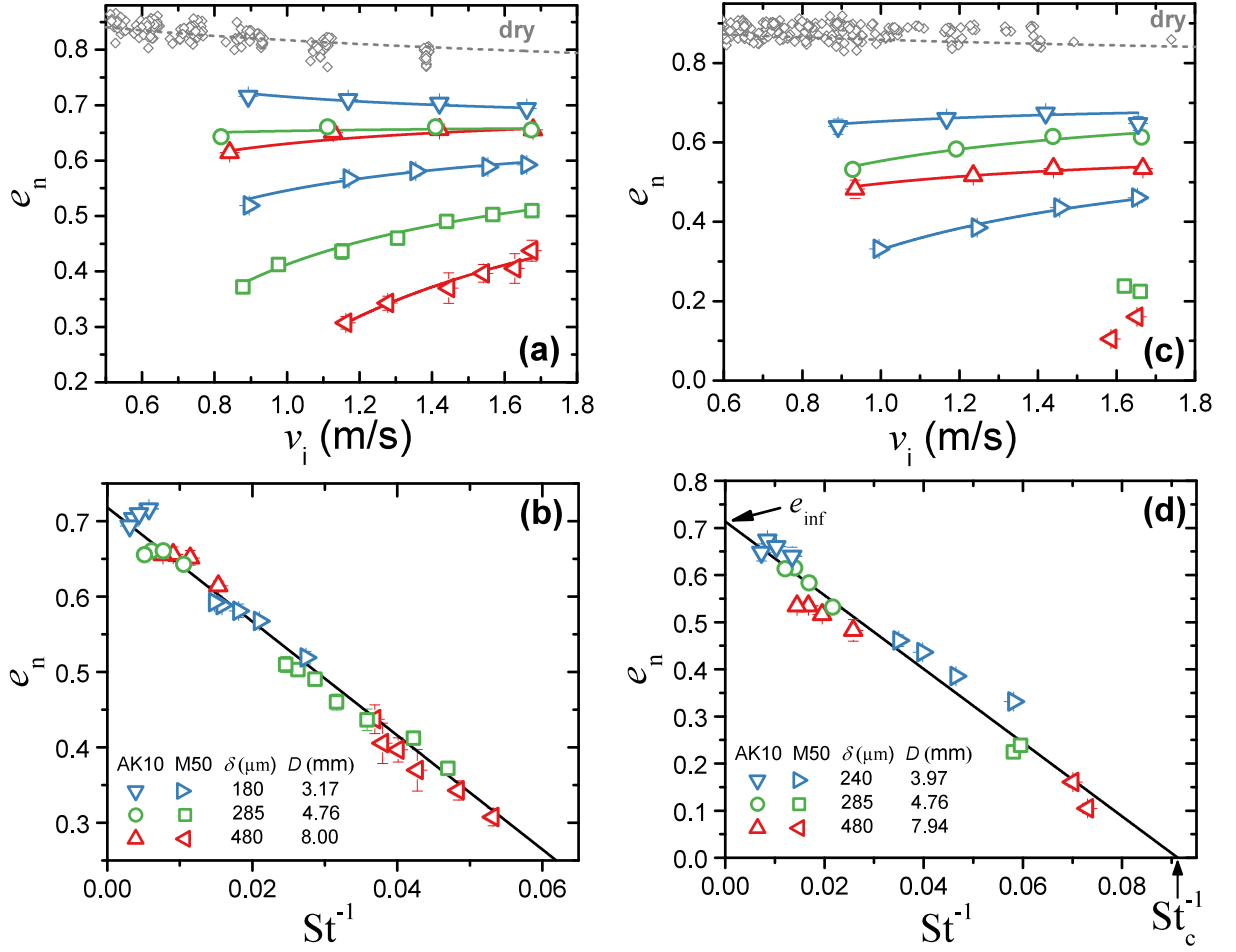 dry
0.8
0.7
0.6
0.5
0.4
0.3
0.2
e_n
(a)
0.6 0.8 1.0 1.2 1.4 1.6 1.8
v_i (m/s)
dry
0.8
0.6
0.4
0.2
0.0
e_n
(c)
0.6 0.8 1.0 1.2 1.4 1.6 1.8
v_i (m/s)
(b)
0.7
0.6
0.5
0.4
0.3
e_n
AK10 M50 δ (μm) D (mm)
180 3.17
285 4.76
480 8.00
0.00 0.02 0.04 0.06
St^-1
(d)
e_inf
0.8
0.7
0.6
0.5
0.4
0.3
0.2
0.1
0.0
e_n
AK10 M50 δ (μm) D (mm)
240 3.97
285 4.76
480 7.94
0.00 0.02 0.04 0.06 0.08
St^-1
St_c^-1